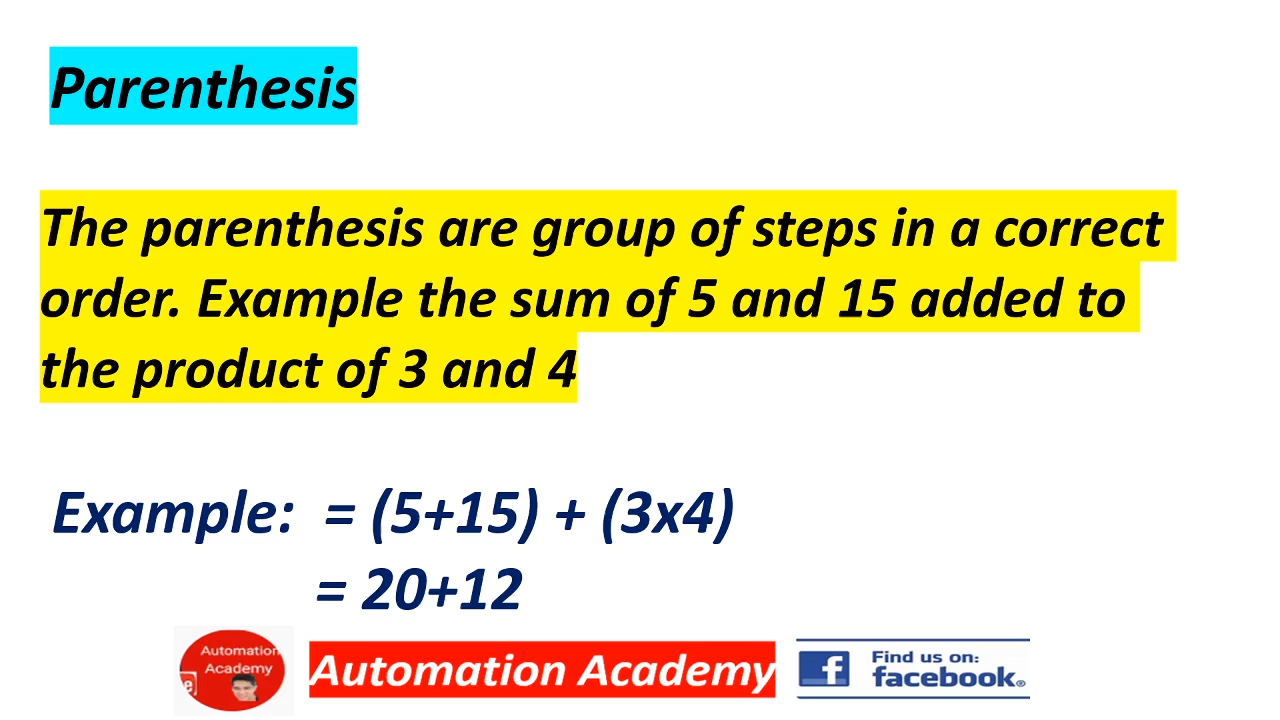 Parenthesis
The parenthesis are group of steps in a correct
order. Example the sum of 5 and 15 added to
the product of 3 and 4
Example: = (5+15) + (3x4)
= 20+12
Automation
Academy
Automation Academy
Find us on:
facebook®